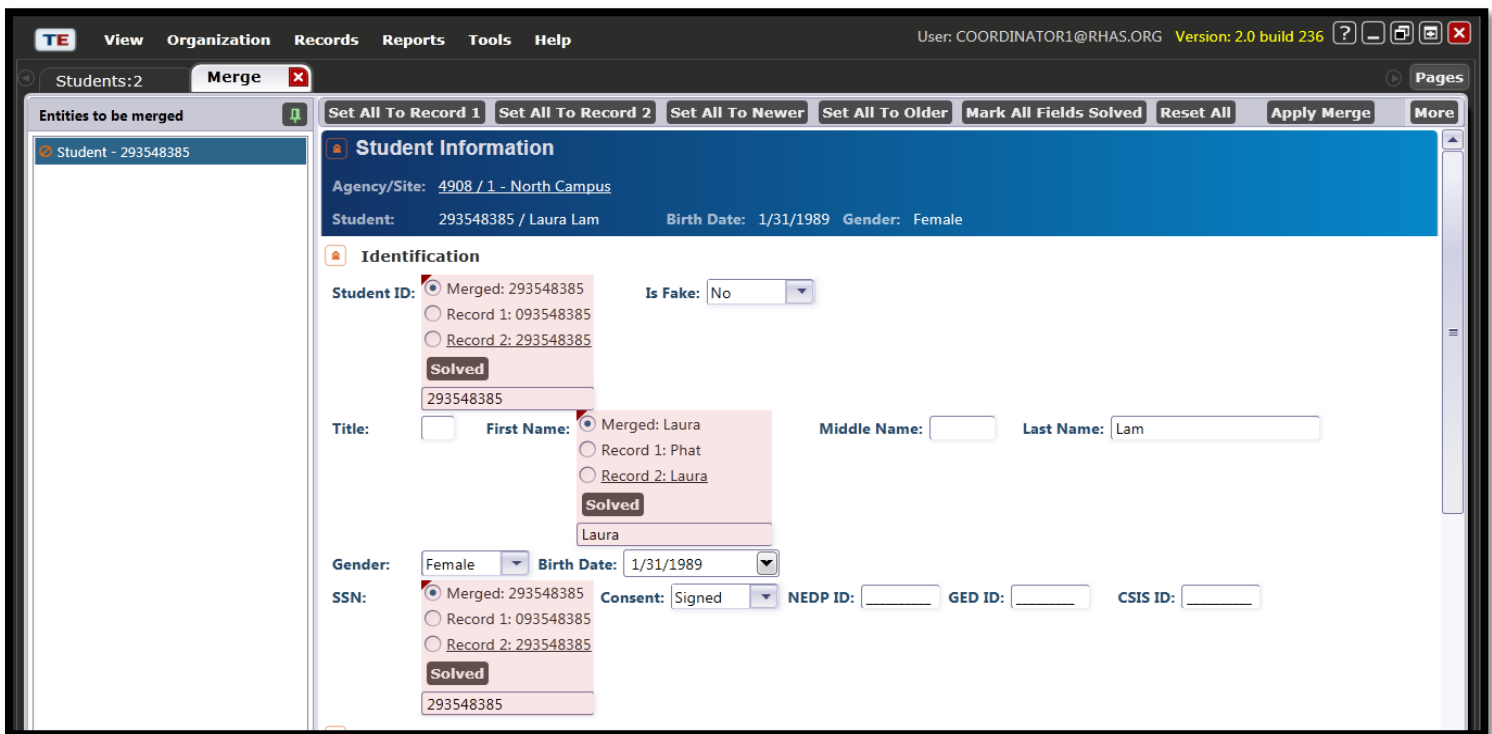 TE View Organization Records Reports Tools Help User: COORDINATOR1@RHAS.ORG Version: 2.0 build 236 ?
Students:2 Merge Pages
Entities to be merged Set All To Record 1 Set All To Record 2 Set All To Newer Set All To Older Mark All Fields Solved Reset All Apply Merge More
Student - 293548385
Student Information
Agency/Site: 4908 / 1 - North Campus
Student: 293548385 / Laura Lam Birth Date: 1/31/1989 Gender: Female
Identification
Student ID: Merged: 293548385 Is Fake: No
Record 1: 093548385
Record 2: 293548385
Solved
293548385
Title: First Name: Merged: Laura Middle Name: Last Name: Lam
Record 1: Phat
Record 2: Laura
Solved
Laura
Gender: Female Birth Date: 1/31/1989
SSN: Merged: 293548385 Consent: Signed NEDP ID: GED ID: CSIS ID:
Record 1: 093548385
Record 2: 293548385
Solved
293548385